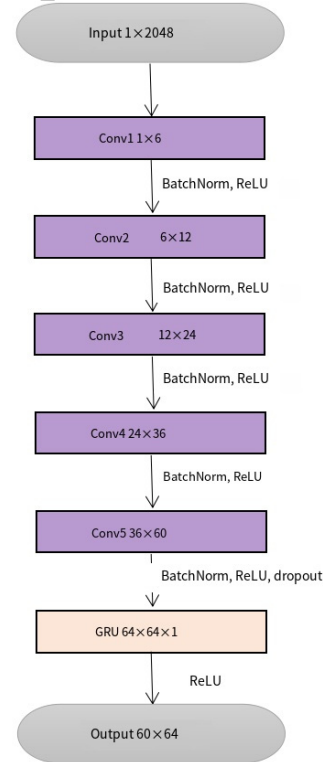 Input 1×2048
Conv1 1×6
BatchNorm, ReLU
Conv2 6×12
BatchNorm, ReLU
Conv3 12×24
BatchNorm, ReLU
Conv4 24×36
BatchNorm, ReLU
Conv5 36×60
BatchNorm, ReLU, dropout
GRU 64×64×1
ReLU
Output 60×64